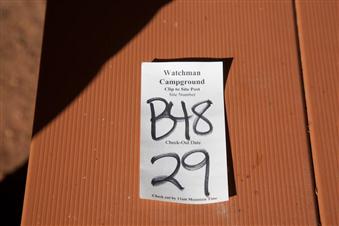 Watchman
Campground
Clip to Site Post
Site Number
B48
Check-Out Date
29
Check out by 11am Mountain Time